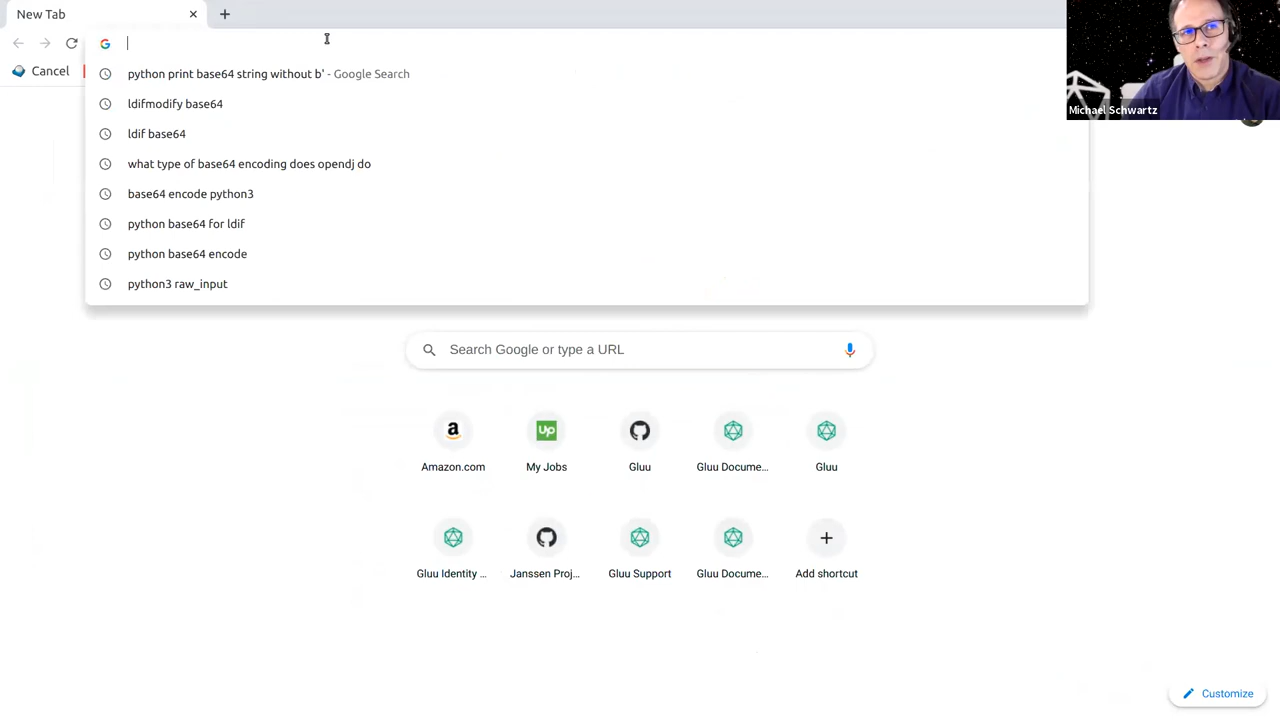 New Tab
Cancel
python print base64 string without b' - Google Search
ldifmodify base64
ldif base64
what type of base64 encoding does opendj do
base64 encode python3
python base64 for ldif
python base64 encode
python3 raw_input
Michael Schwartz
Search Google or type a URL
Amazon.com
My Jobs
Gluu
Gluu Docume...
Gluu
Gluu Identity ...
Janssen Proj...
Gluu Support
Gluu Docume...
Add shortcut
Customize